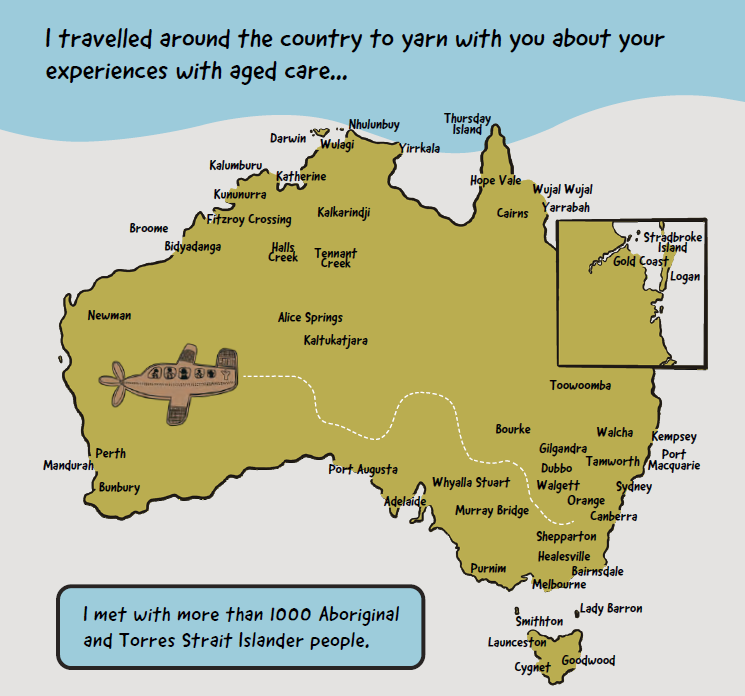 I travelled around the country to yarn with you about your
experiences with aged care...
Nhulunbuy
Thursday
Island
Darwin
Wulagi
Yirrkala
Kalumburu
Katherine
Hope Vale
Wujal Wujal
Kununurra
Yarrabah
Fitzroy Crossing
Kalkarindji
Cairns
Broome
Bidyadanga
Halls
Creek
Tennant
Creek
Stradbroke
Island
Gold Coast
Logan
Newman
Alice Springs
Kaltukatjara
Toowoomba
Bourke
Walcha
Kempsey
Gilgandra
Port
Macquarie
Perth
Mandurah
Port Augusta
Dubbo
Tamworth
Bunbury
Whyalla Stuart
Walgett
Sydney
Adelaide
Orange
Murray Bridge
Canberra
Shepparton
Healesville
Purnim
Bairnsdale
Melbourne
I met with more than 1000 Aboriginal
and Torres Strait Islander people.
Lady Barron
Smithton
Launceston
Cygnet
Goodwood